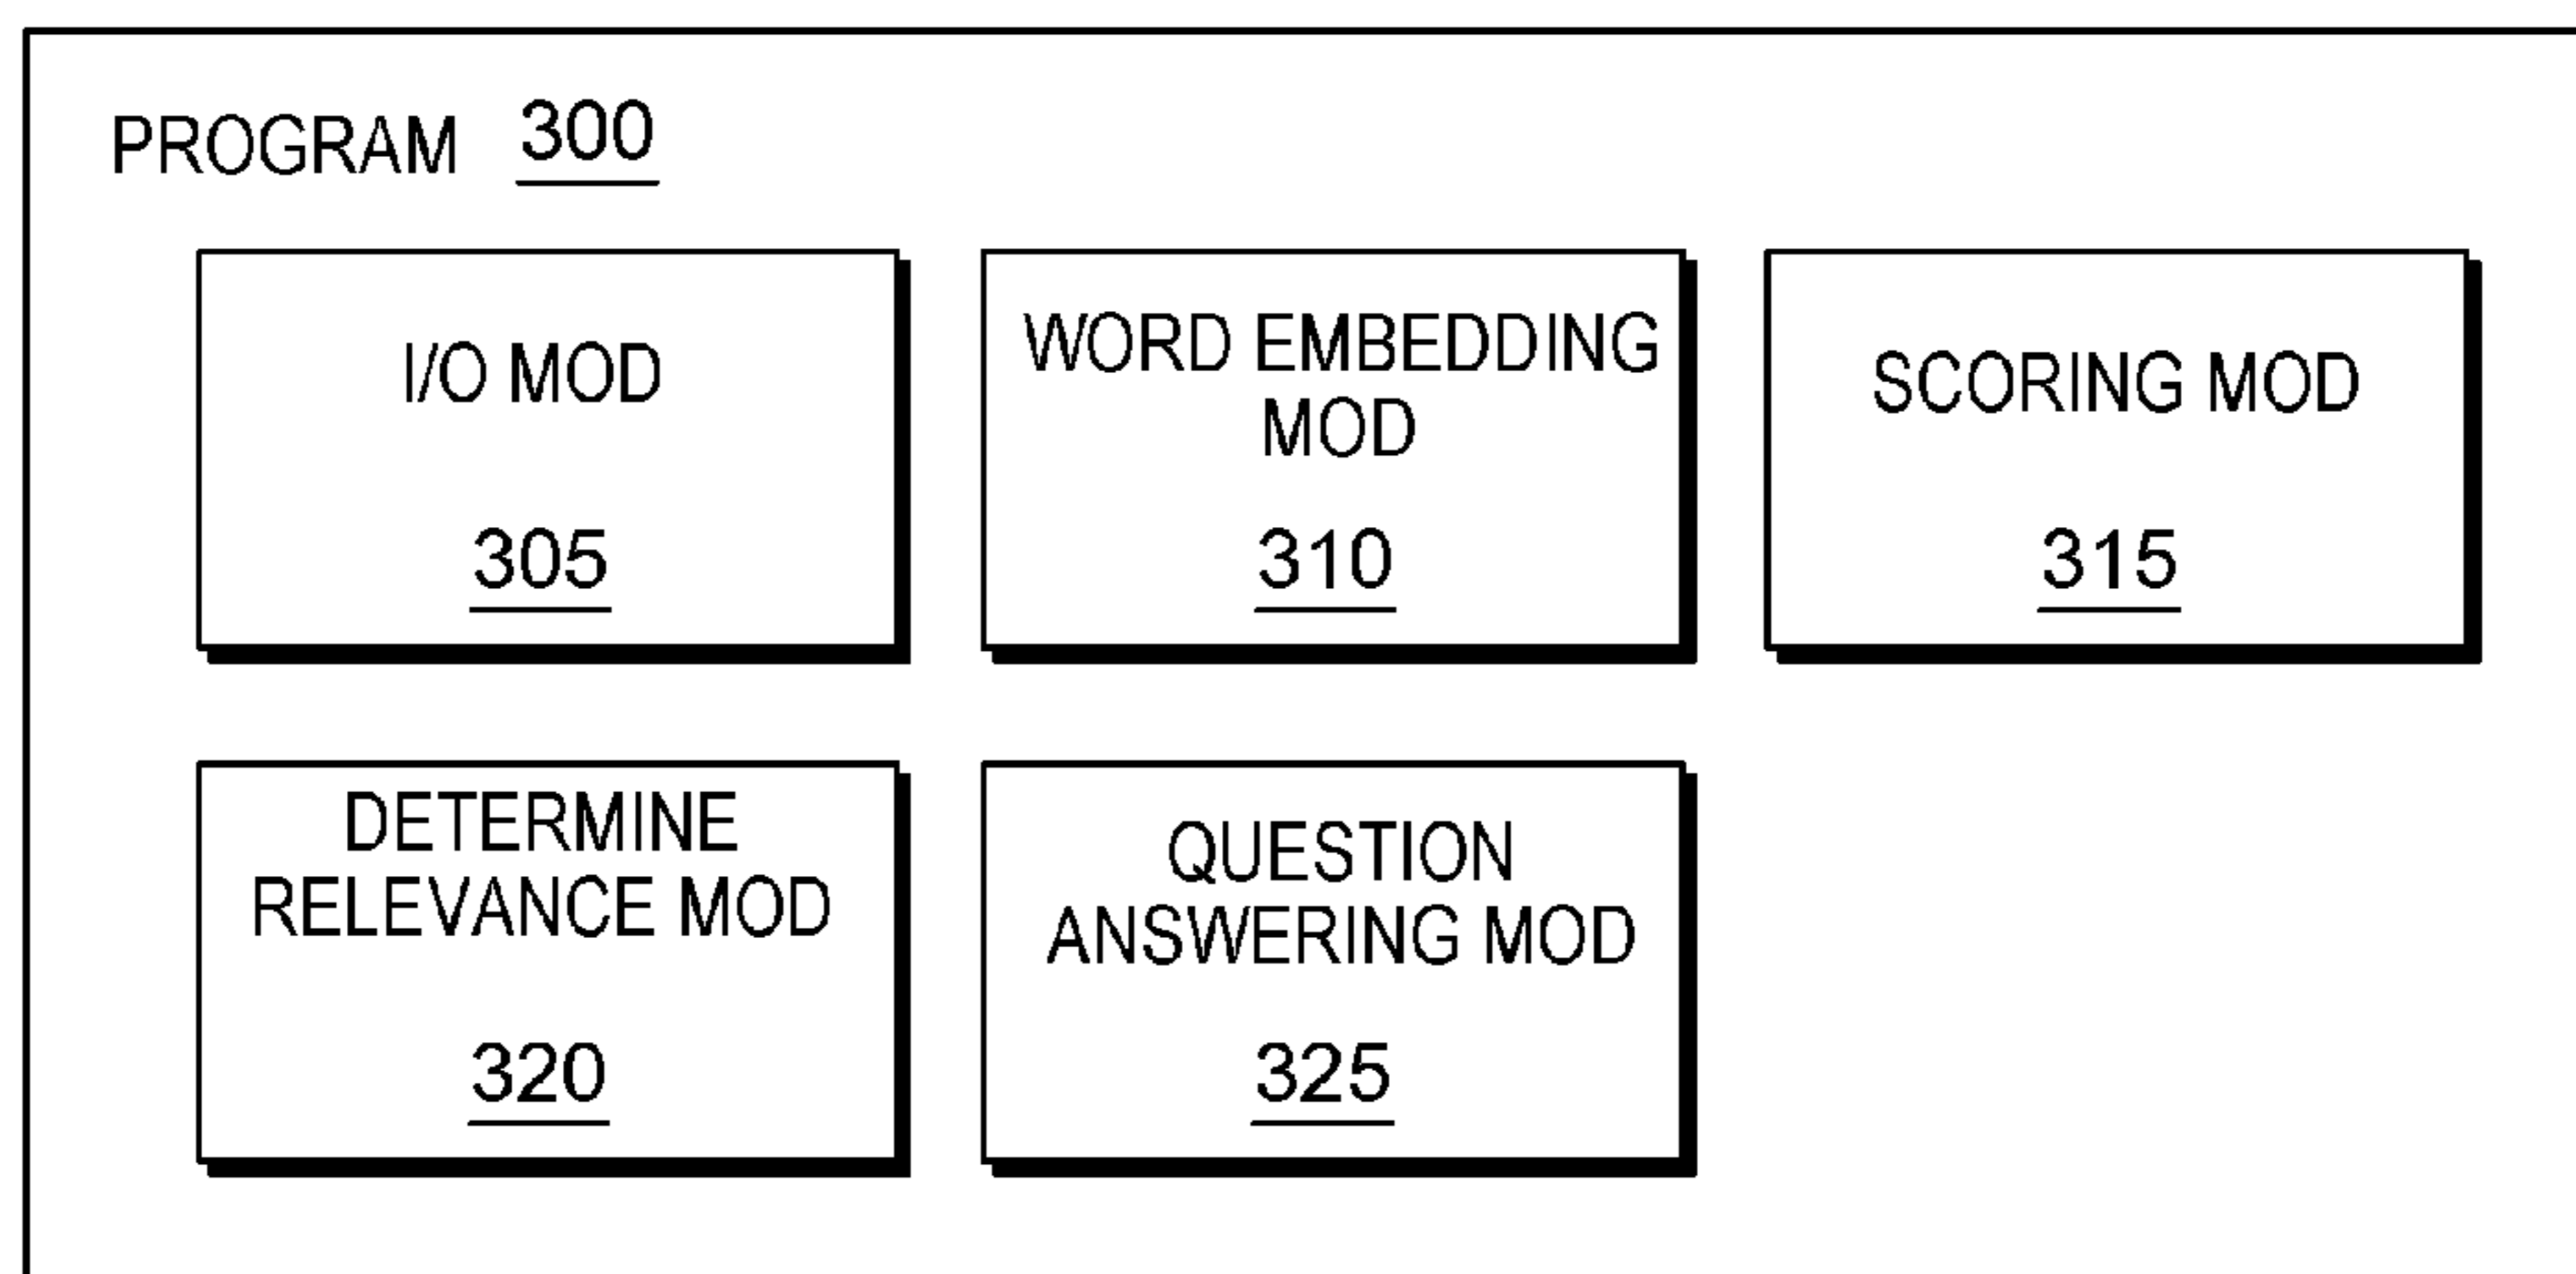 PROGRAM 300
I/O MOD
305
WORD EMBEDDING
MOD
310
SCORING MOD
315
DETERMINE
RELEVANCE MOD
320
QUESTION
ANSWERING MOD
325